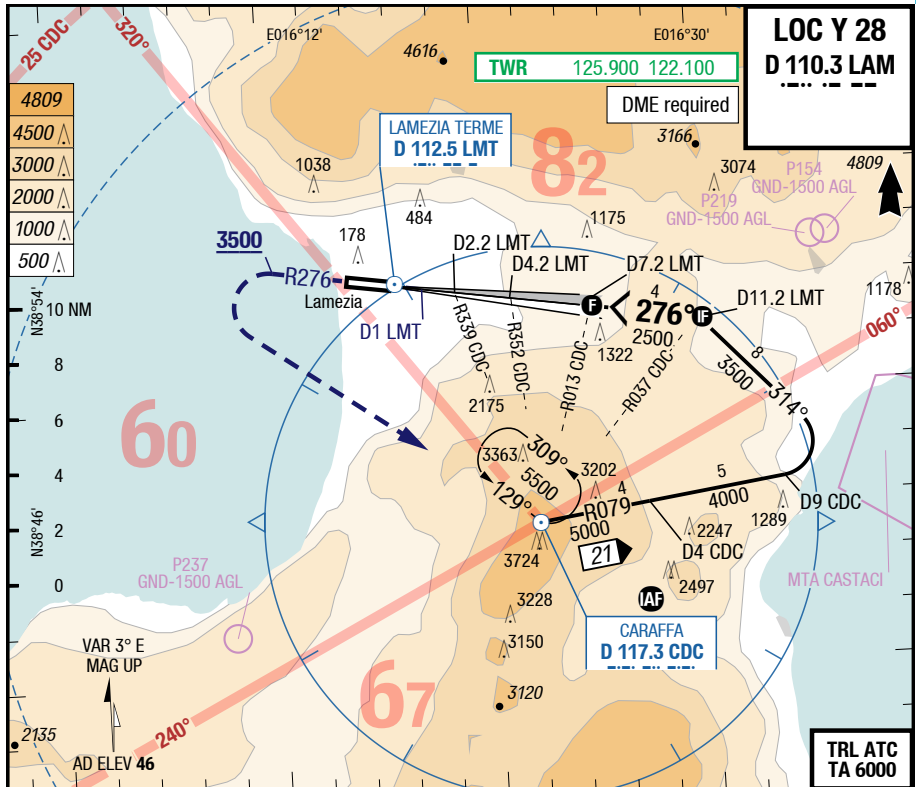 LOC Y 28
D 110.3 LAM
25 CDC
320°
E016°12'
4616
E016°30'
TWR 125.900 122.100
DME required
4809
4500
3000
2000
1000
500
LAMEZIA TERME
D 112.5 LMT
3166
82
3074
4809
P154
GND-1500 AGL
P219
GND-1500 AGL
1038
484
1175
178
3500
D2.2 LMT
D4.2 LMT
D7.2 LMT
R276
Lamezia
F
4
276°
2500
IF
D11.2 LMT
1178
N38°54'
10 NM
D1 LMT
060°
1322
R339 CDC
R352 CDC
R013 CDC
R037 CDC
8
3500
314°
8
2175
6
60
3363
309°
5500
129°
3202
4
R079
5000
5
4000
4
D9 CDC
1289
N38°46'
2
3724
21
D4 CDC
2247
2497
P237
GND-1500 AGL
0
IAF
MTA CASTACI
3228
CARAFFA
D 117.3 CDC
3150
VAR 3° E
MAG UP
67
3120
2135
240°
AD ELEV 46
TRL ATC
TA 6000